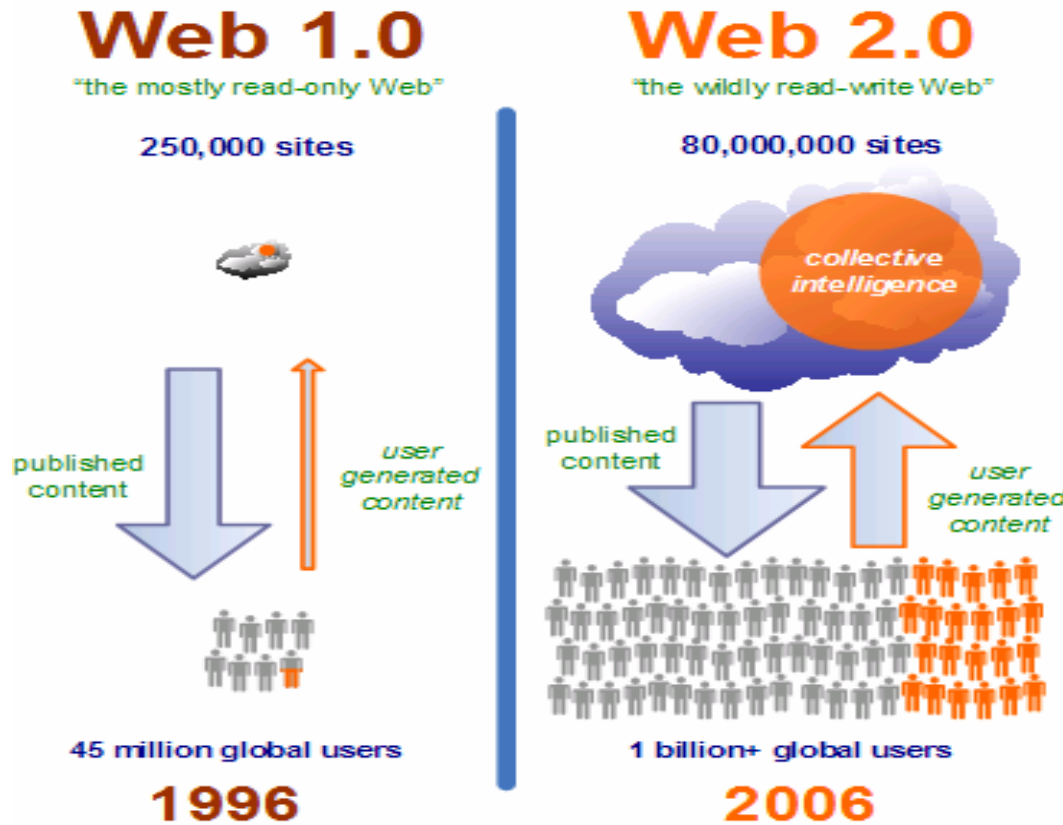 Web 1.0
“the mostly read-only Web”
250,000 sites
published
content
user
generated
content
45 million global users
1996
Web 2.0
“the wildly read-write Web”
80,000,000 sites
collective
intelligence
published
content
user
generated
content
1 billion+ global users
2006